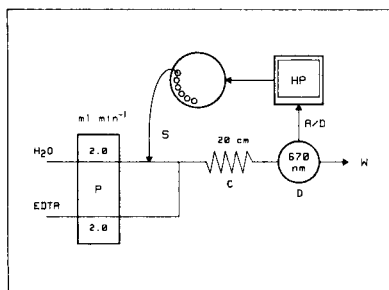 HP
ml min⁻¹
S
20 cm
A/D
H₂O
2.0
670
nm
W
P
C
D
EDTA
2.0